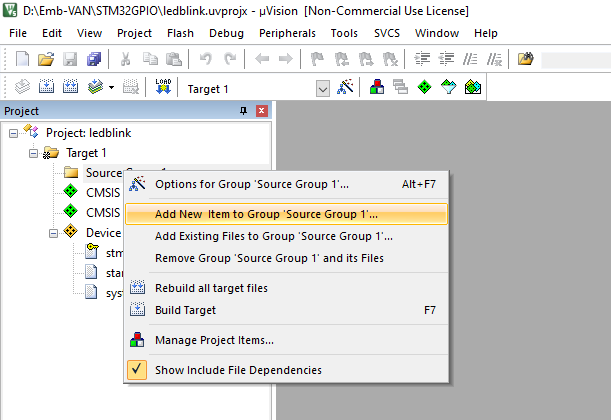 D:\Emb-VAN\STM32GPIO\ledblink.uvprojx - µVision [Non-Commercial Use License]
File Edit View Project Flash Debug Peripherals Tools SVCS Window Help
LOAD Target 1
Project
Project: ledblink
Target 1
Source
CMSIS
CMSIS
Device
stm
star
syst
Options for Group 'Source Group 1'... Alt+F7
Add New Item to Group 'Source Group 1'...
Add Existing Files to Group 'Source Group 1'...
Remove Group 'Source Group 1' and its Files
Rebuild all target files
Build Target F7
Manage Project Items...
Show Include File Dependencies